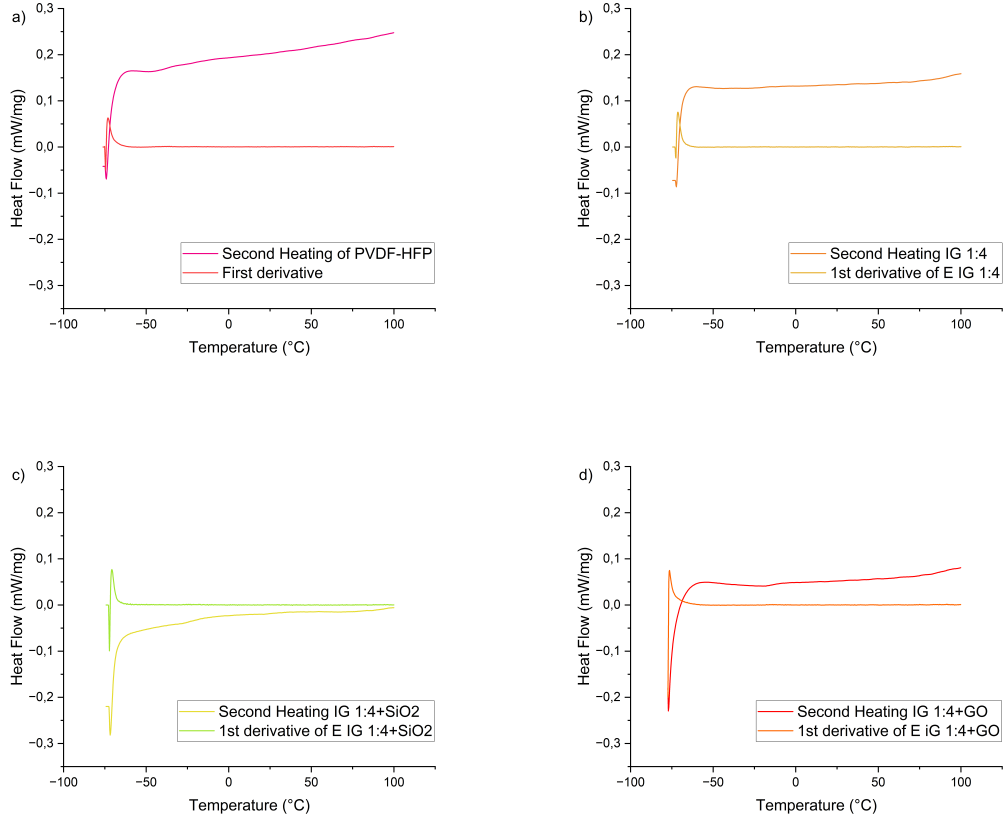 a)
0,3
0,2
0,1
0,0
−0,1
−0,2
−0,3
Heat Flow (mW/mg)
Second Heating of PVDF-HFP
First derivative
−100
−50
0
50
100
Temperature (°C)
b)
0,3
0,2
0,1
0,0
−0,1
−0,2
−0,3
Heat Flow (mW/mg)
Second Heating IG 1:4
1st derivative of E IG 1:4
−100
−50
0
50
100
Temperature (°C)
c)
0,3
0,2
0,1
0,0
−0,1
−0,2
−0,3
Heat Flow (mW/mg)
Second Heating IG 1:4+SiO2
1st derivative of E IG 1:4+SiO2
−100
−50
0
50
100
Temperature (°C)
d)
0,3
0,2
0,1
0,0
−0,1
−0,2
−0,3
Heat Flow (mW/mg)
Second Heating IG 1:4+GO
1st derivative of E iG 1:4+GO
−100
−50
0
50
100
Temperature (°C)